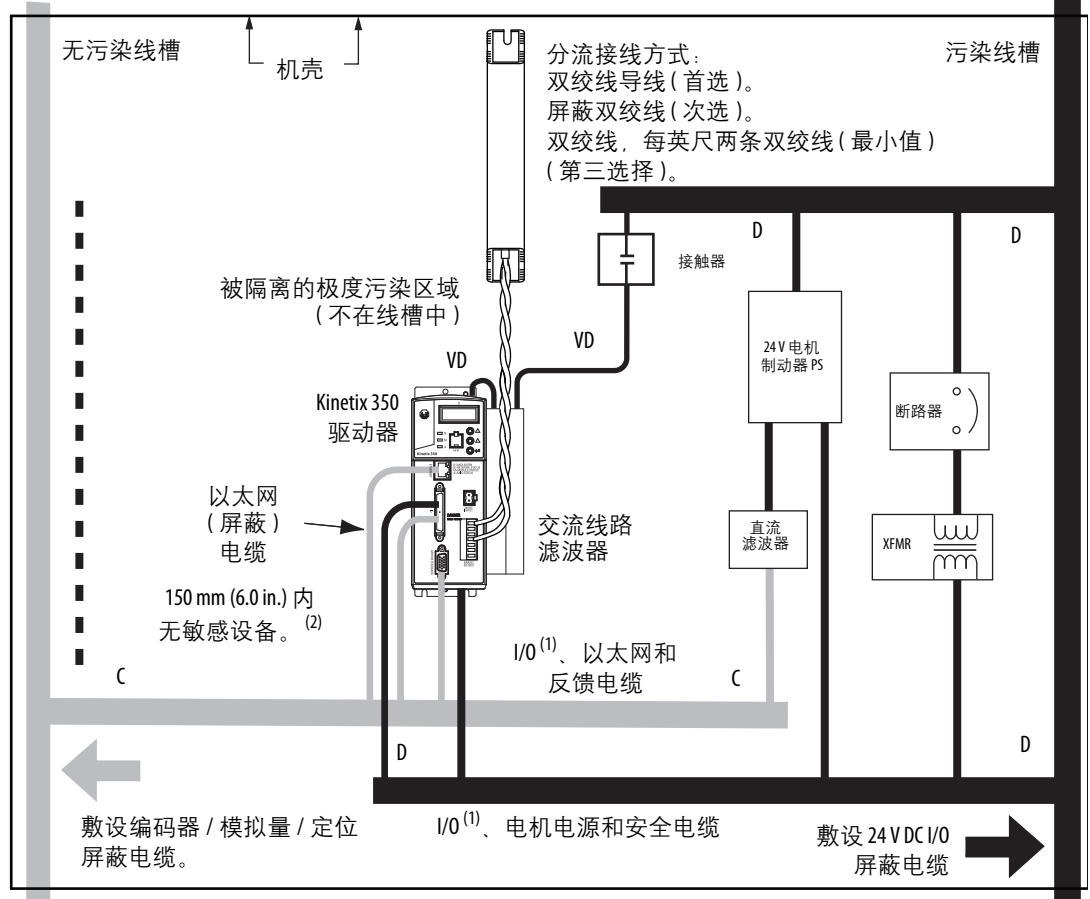 无污染线槽
机壳
分流接线方式：
双绞线导线（首选）。
屏蔽双绞线（次选）。
双绞线，每英尺两条双绞线（最小值）
（第三选择）。
污染线槽
D
D
接触器
被隔离的极度污染区域
（不在线槽中）
VD
VD
24 V 电机
制动器 PS
断路器
Kinetix 350
驱动器
Kinetix 350
以太网
（屏蔽）
电缆
交流线路
滤波器
直流
滤波器
XFMR
150 mm (6.0 in.) 内
无敏感设备。(2)
I/0 (1)、以太网和
反馈电缆
C
C
D
D
敷设编码器 / 模拟量 / 定位
屏蔽电缆。
I/0 (1)、电机电源和安全电缆
敷设 24 V DC I/0
屏蔽电缆